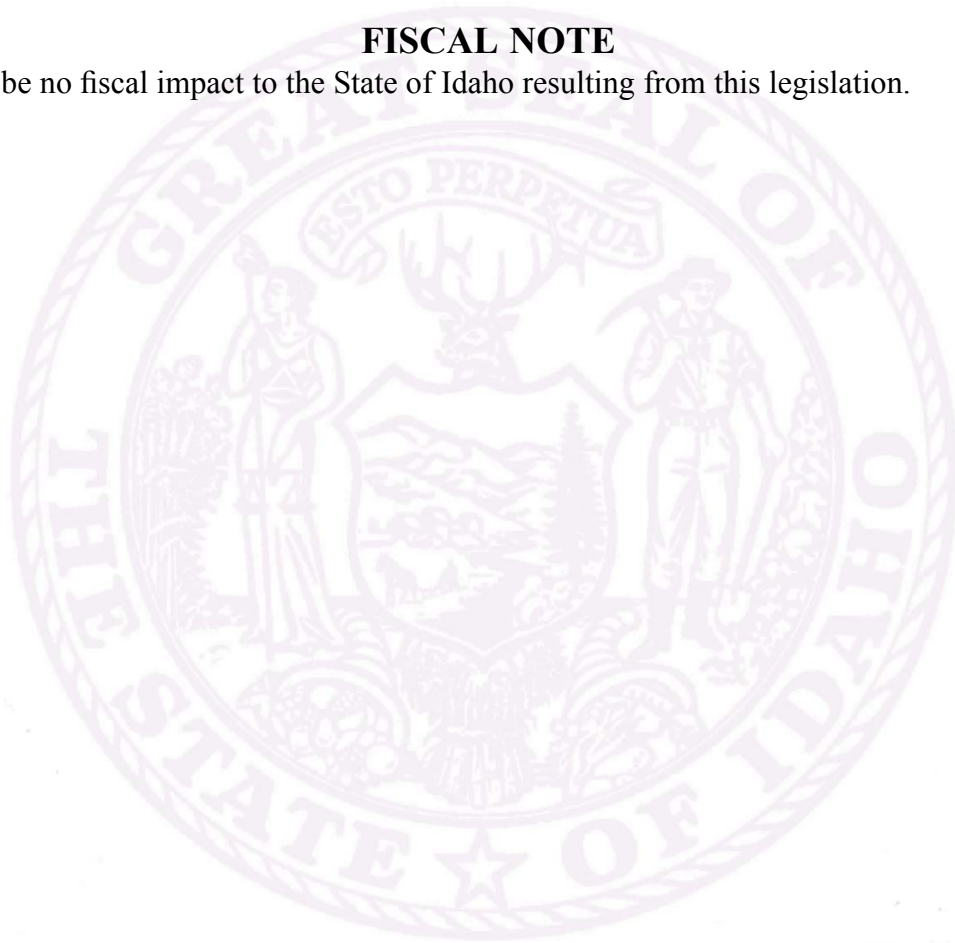 FISCAL NOTE
be no fiscal impact to the State of Idaho resulting from this legislation.
GREAT SEAL OF
ESTO PERPETUA
THE STATE OF IDAHO